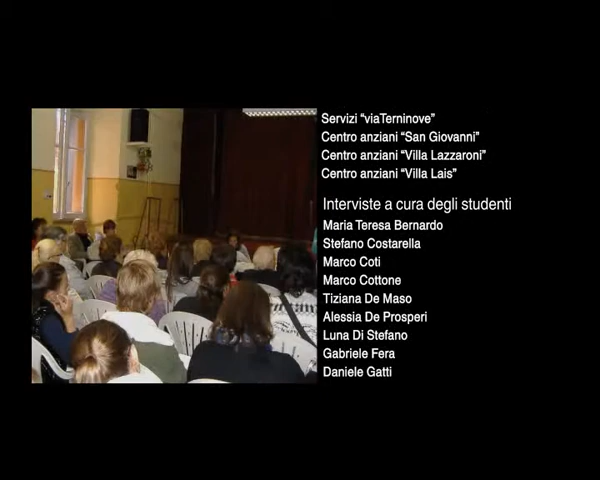 Servizi “viaTerninove”
Centro anziani “San Giovanni”
Centro anziani “Villa Lazzaroni”
Centro anziani “Villa Lais”
Interviste a cura degli studenti
Maria Teresa Bernardo
Stefano Costarella
Marco Coti
Marco Cottone
Tiziana De Maso
Alessia De Prosperi
Luna Di Stefano
Gabriele Fera
Daniele Gatti